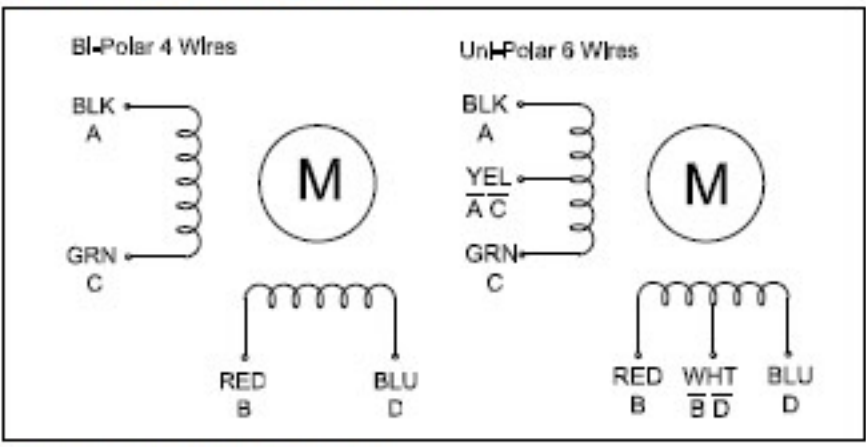 Bi-Polar 4 Wires
BLK
A
M
GRN
C
RED
B
BLU
D
Uni-Polar 6 Wires
BLK
A
YEL
A̅ C̅
M
GRN
C
RED
B
WHT
B̅ D̅
BLU
D